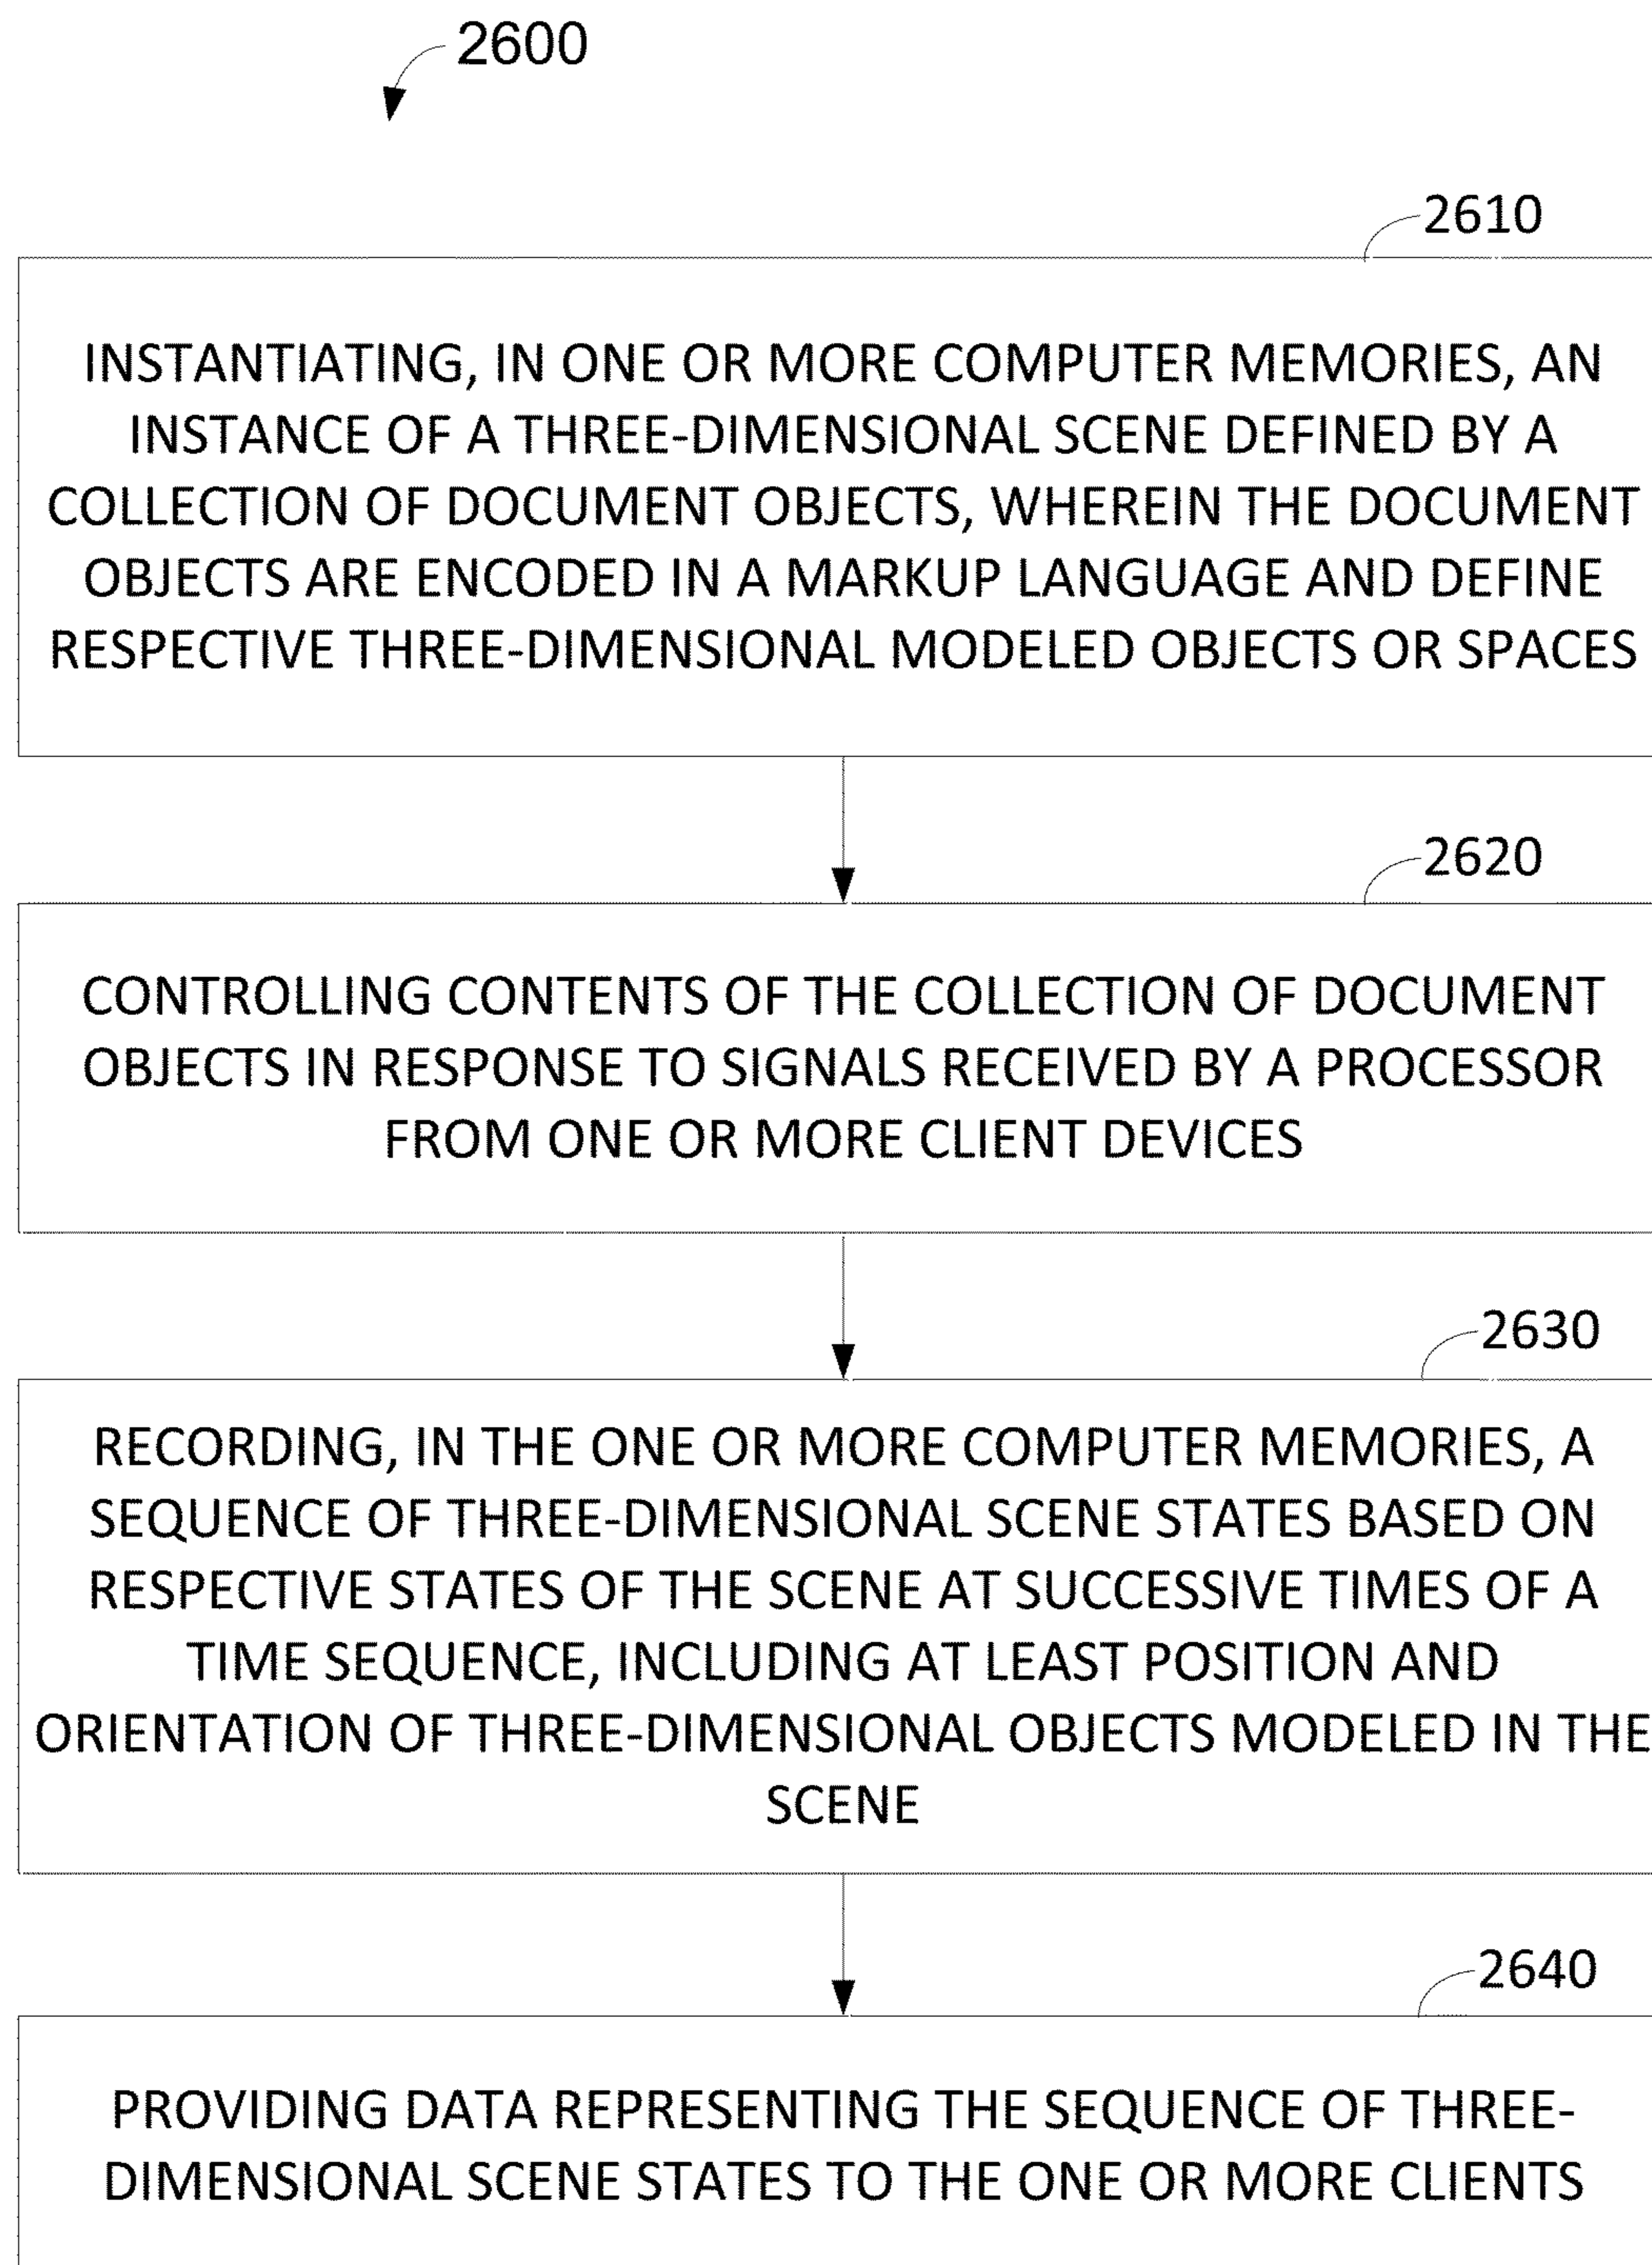 2600
2610
INSTANTIATING, IN ONE OR MORE COMPUTER MEMORIES, AN
INSTANCE OF A THREE-DIMENSIONAL SCENE DEFINED BY A
COLLECTION OF DOCUMENT OBJECTS, WHEREIN THE DOCUMENT
OBJECTS ARE ENCODED IN A MARKUP LANGUAGE AND DEFINE
RESPECTIVE THREE-DIMENSIONAL MODELED OBJECTS OR SPACES
2620
CONTROLLING CONTENTS OF THE COLLECTION OF DOCUMENT
OBJECTS IN RESPONSE TO SIGNALS RECEIVED BY A PROCESSOR
FROM ONE OR MORE CLIENT DEVICES
2630
RECORDING, IN THE ONE OR MORE COMPUTER MEMORIES, A
SEQUENCE OF THREE-DIMENSIONAL SCENE STATES BASED ON
RESPECTIVE STATES OF THE SCENE AT SUCCESSIVE TIMES OF A
TIME SEQUENCE, INCLUDING AT LEAST POSITION AND
ORIENTATION OF THREE-DIMENSIONAL OBJECTS MODELED IN THE
SCENE
2640
PROVIDING DATA REPRESENTING THE SEQUENCE OF THREE-
DIMENSIONAL SCENE STATES TO THE ONE OR MORE CLIENTS